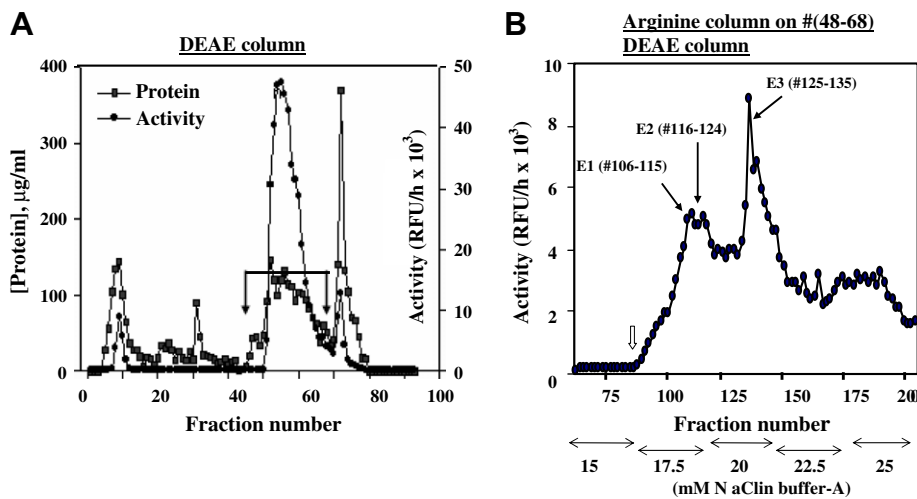 A
DEAE column
400
300
200
100
0
[Protein], µg/ml
Protein
Activity
50
40
30
20
10
0
Activity (RFU/h x 10³)
0 20 40 60 80 100
Fraction number
B
Arginine column on #(48-68)
DEAE column
10
8
6
4
2
0
Activity (RFU/h x 10³)
E3 (#125-135)
E2 (#116-124)
E1 (#106-115)
75 100 125 150 175 20
Fraction number
15 17.5 20 22.5 25
(mM N aClin buffer-A)